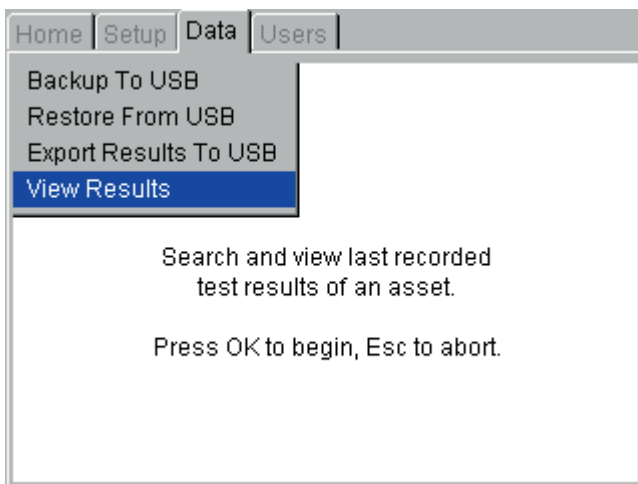 Home Setup Data Users
Backup To USB
Restore From USB
Export Results To USB
View Results
Search and view last recorded
test results of an asset.
Press OK to begin, Esc to abort.